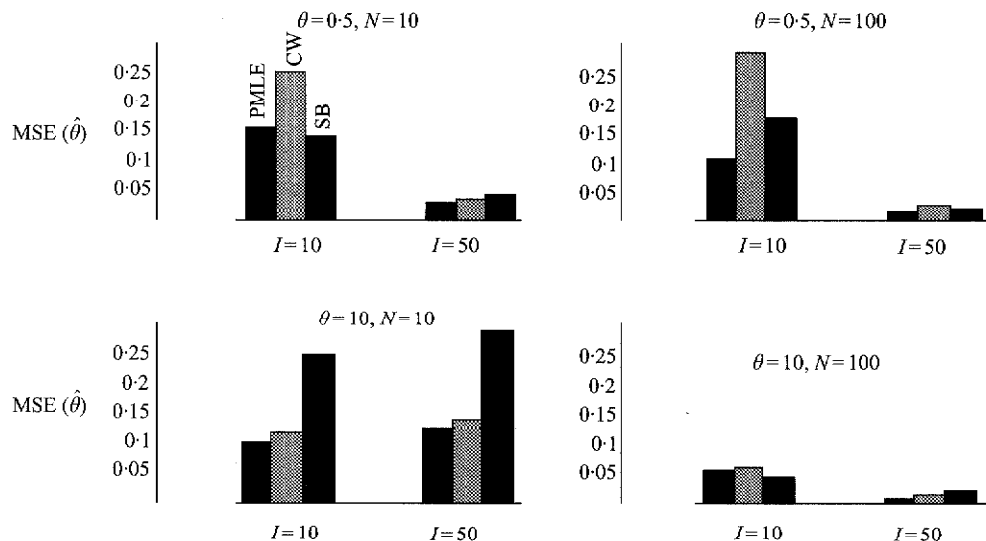 θ=0·5, N=10
MSE (θ̂)
0·25
0·2
0·15
0·1
0·05
PMLE
CW
SB
I=10
I=50
θ=0·5, N=100
0·25
0·2
0·15
0·1
0·05
I=10
I=50
θ=10, N=10
MSE (θ̂)
0·25
0·2
0·15
0·1
0·05
I=10
I=50
θ=10, N=100
0·25
0·2
0·15
0·1
0·05
I=10
I=50